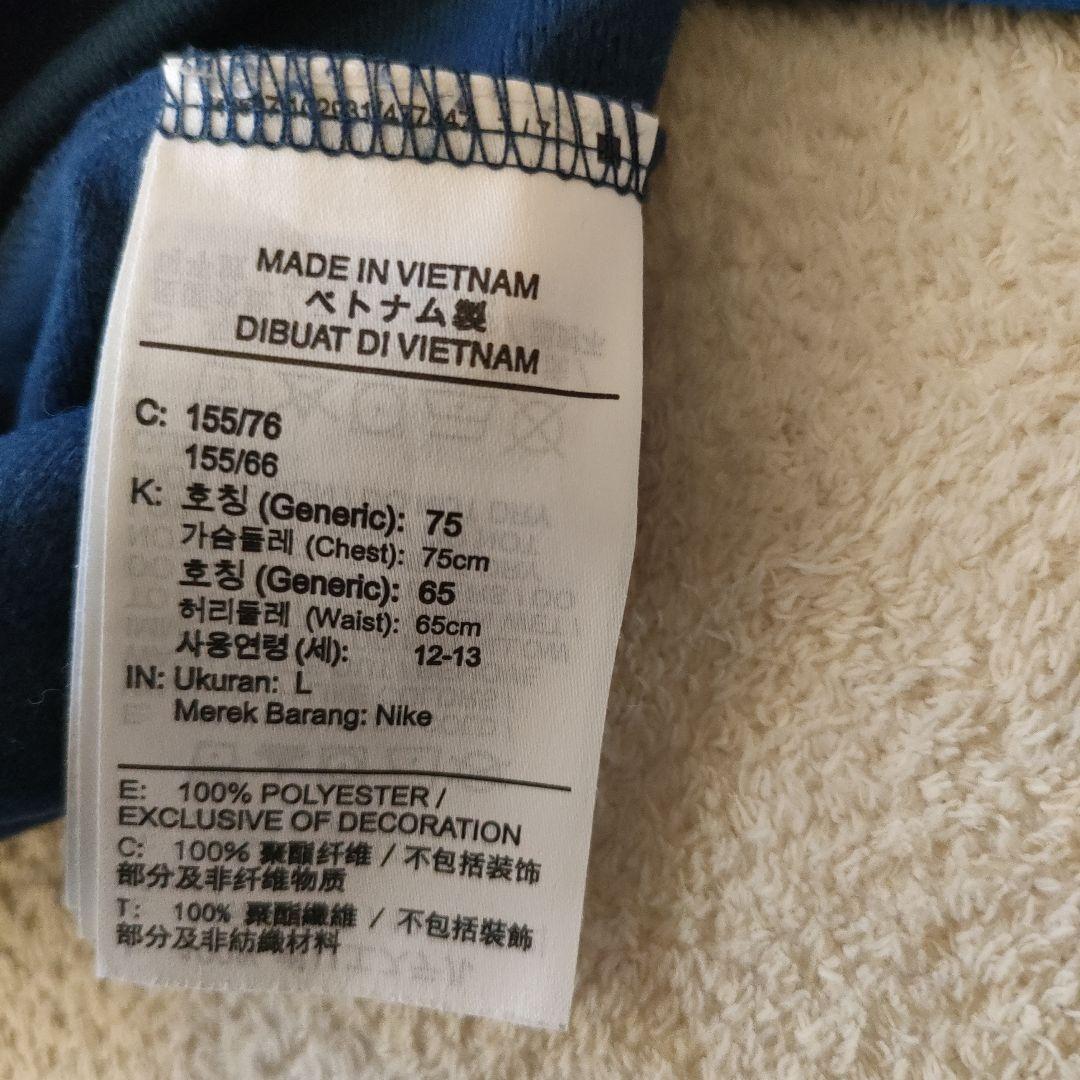 MADE IN VIETNAM
ベトナム製
DIBUAT DI VIETNAM
C: 155/76
155/66
K: 호칭 (Generic): 75
가슴둘레 (Chest): 75cm
호칭 (Generic): 65
허리둘레 (Waist): 65cm
사용연령 (세): 12-13
IN: Ukuran: L
Merek Barang: Nike
E: 100% POLYESTER /
EXCLUSIVE OF DECORATION
C: 100% 聚酯纤维 / 不包括装饰
部分及非纤维物质
T: 100% 聚酯纖維 / 不包括裝飾
部分及非紡織材料